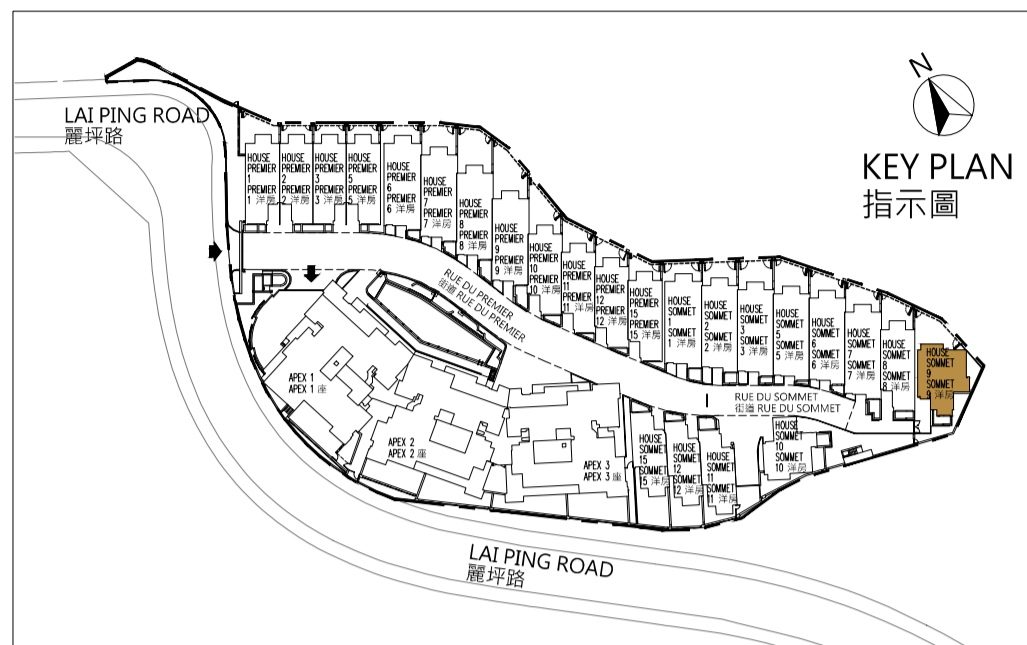 LAI PING ROAD
麗坪路
N
KEY PLAN
指示圖
HOUSE
PREMIER
1
PREMIER
1 洋房
HOUSE
PREMIER
2
PREMIER
2 洋房
HOUSE
PREMIER
3
PREMIER
3 洋房
HOUSE
PREMIER
5
PREMIER
5 洋房
HOUSE
PREMIER
6
PREMIER
6 洋房
HOUSE
PREMIER
7
PREMIER
7 洋房
HOUSE
PREMIER
8
PREMIER
8 洋房
HOUSE
PREMIER
9
PREMIER
9 洋房
HOUSE
PREMIER
10
PREMIER
10 洋房
HOUSE
PREMIER
11
PREMIER
11 洋房
HOUSE
PREMIER
12
PREMIER
12 洋房
HOUSE
PREMIER
15
PREMIER
15 洋房
HOUSE
SOMMET
1
SOMMET
1 洋房
HOUSE
SOMMET
2
SOMMET
2 洋房
HOUSE
SOMMET
3
SOMMET
3 洋房
HOUSE
SOMMET
5
SOMMET
5 洋房
HOUSE
SOMMET
6
SOMMET
6 洋房
HOUSE
SOMMET
7
SOMMET
7 洋房
HOUSE
SOMMET
8
SOMMET
8 洋房
HOUSE
SOMMET
9
SOMMET
9 洋房
RUE DU PREMIER
街道 RUE DU PREMIER
RUE DU SOMMET
街道 RUE DU SOMMET
APEX 1
APEX 1 座
APEX 2
APEX 2 座
APEX 3
APEX 3 座
HOUSE
SOMMET
15
SOMMET
15 洋房
HOUSE
SOMMET
12
SOMMET
12 洋房
HOUSE
SOMMET
11
SOMMET
11 洋房
HOUSE
SOMMET
10
SOMMET
10 洋房
LAI PING ROAD
麗坪路